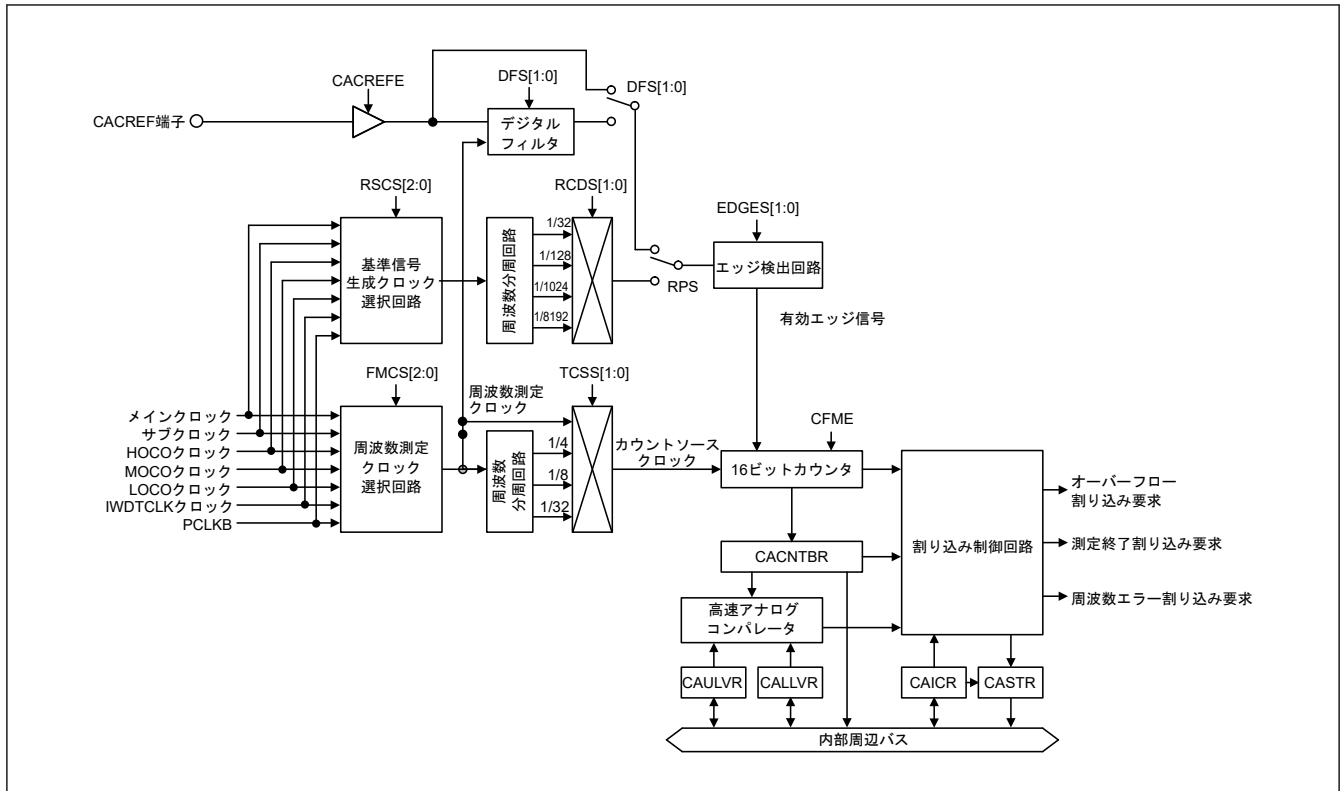 CACREFE
DFS[1:0]
DFS[1:0]
CACREF端子
デジタル
フィルタ
RSCS[2:0]
RCDS[1:0]
EDGES[1:0]
基準信号
生成クロック
選択回路
周波数分周回路
1/32
1/128
1/1024
1/8192
RPS
エッジ検出回路
有効エッジ信号
FMCS[2:0]
周波数測定
クロック
TCSS[1:0]
メインクロック
サブクロック
HOCOクロック
MOCOクロック
LOCOクロック
IWDTCLKクロック
PCLKB
周波数測定
クロック
選択回路
周波数
分周回路
1/4
1/8
1/32
カウントソース
クロック
CFME
16ビットカウンタ
CACNTBR
高速アナログ
コンパレータ
割り込み制御回路
オーバーフロー
割り込み要求
測定終了割り込み要求
周波数エラー割り込み要求
CAULVR
CALLVR
CAICR
CASTR
内部周辺バス